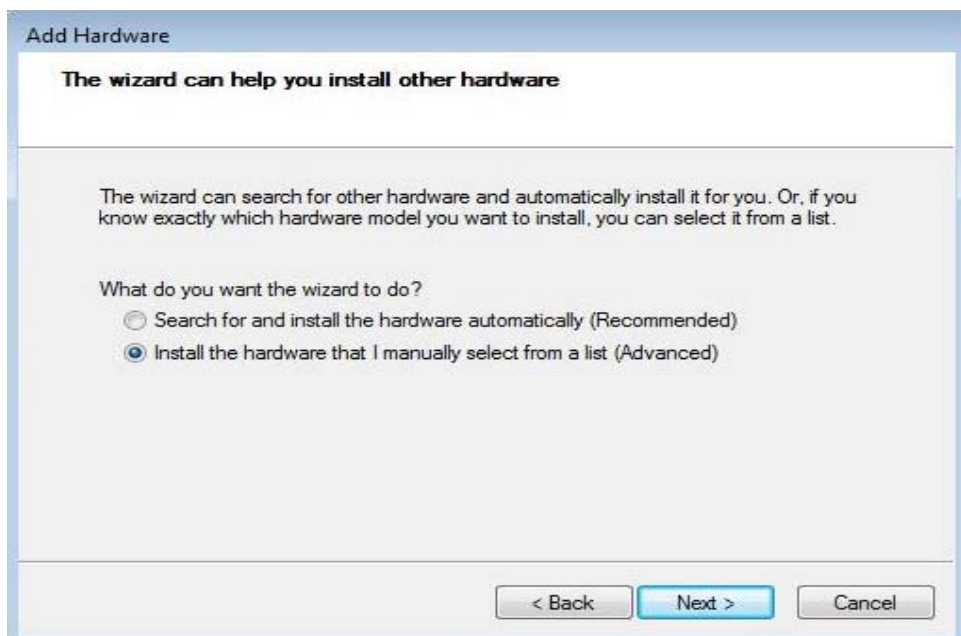 Add Hardware
The wizard can help you install other hardware
The wizard can search for other hardware and automatically install it for you. Or, if you
know exactly which hardware model you want to install, you can select it from a list.
What do you want the wizard to do?
Search for and install the hardware automatically (Recommended)
Install the hardware that I manually select from a list (Advanced)
< Back Next > Cancel